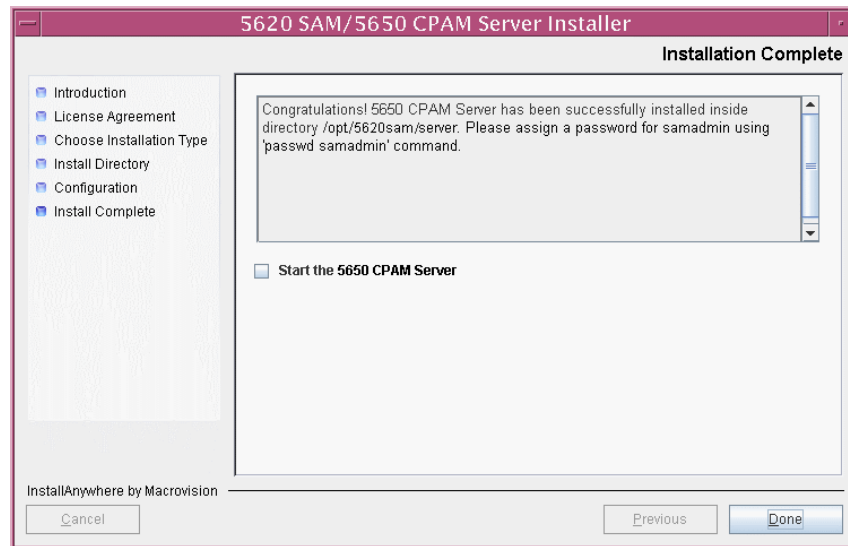 5620 SAM/5650 CPAM Server Installer
Installation Complete
Introduction
License Agreement
Choose Installation Type
Install Directory
Configuration
Install Complete
Congratulations! 5650 CPAM Server has been successfully installed inside
directory /opt/5620sam/server. Please assign a password for samadmin using
'passwd samadmin' command.
Start the 5650 CPAM Server
InstallAnywhere by Macrovision
Cancel
Previous
Done